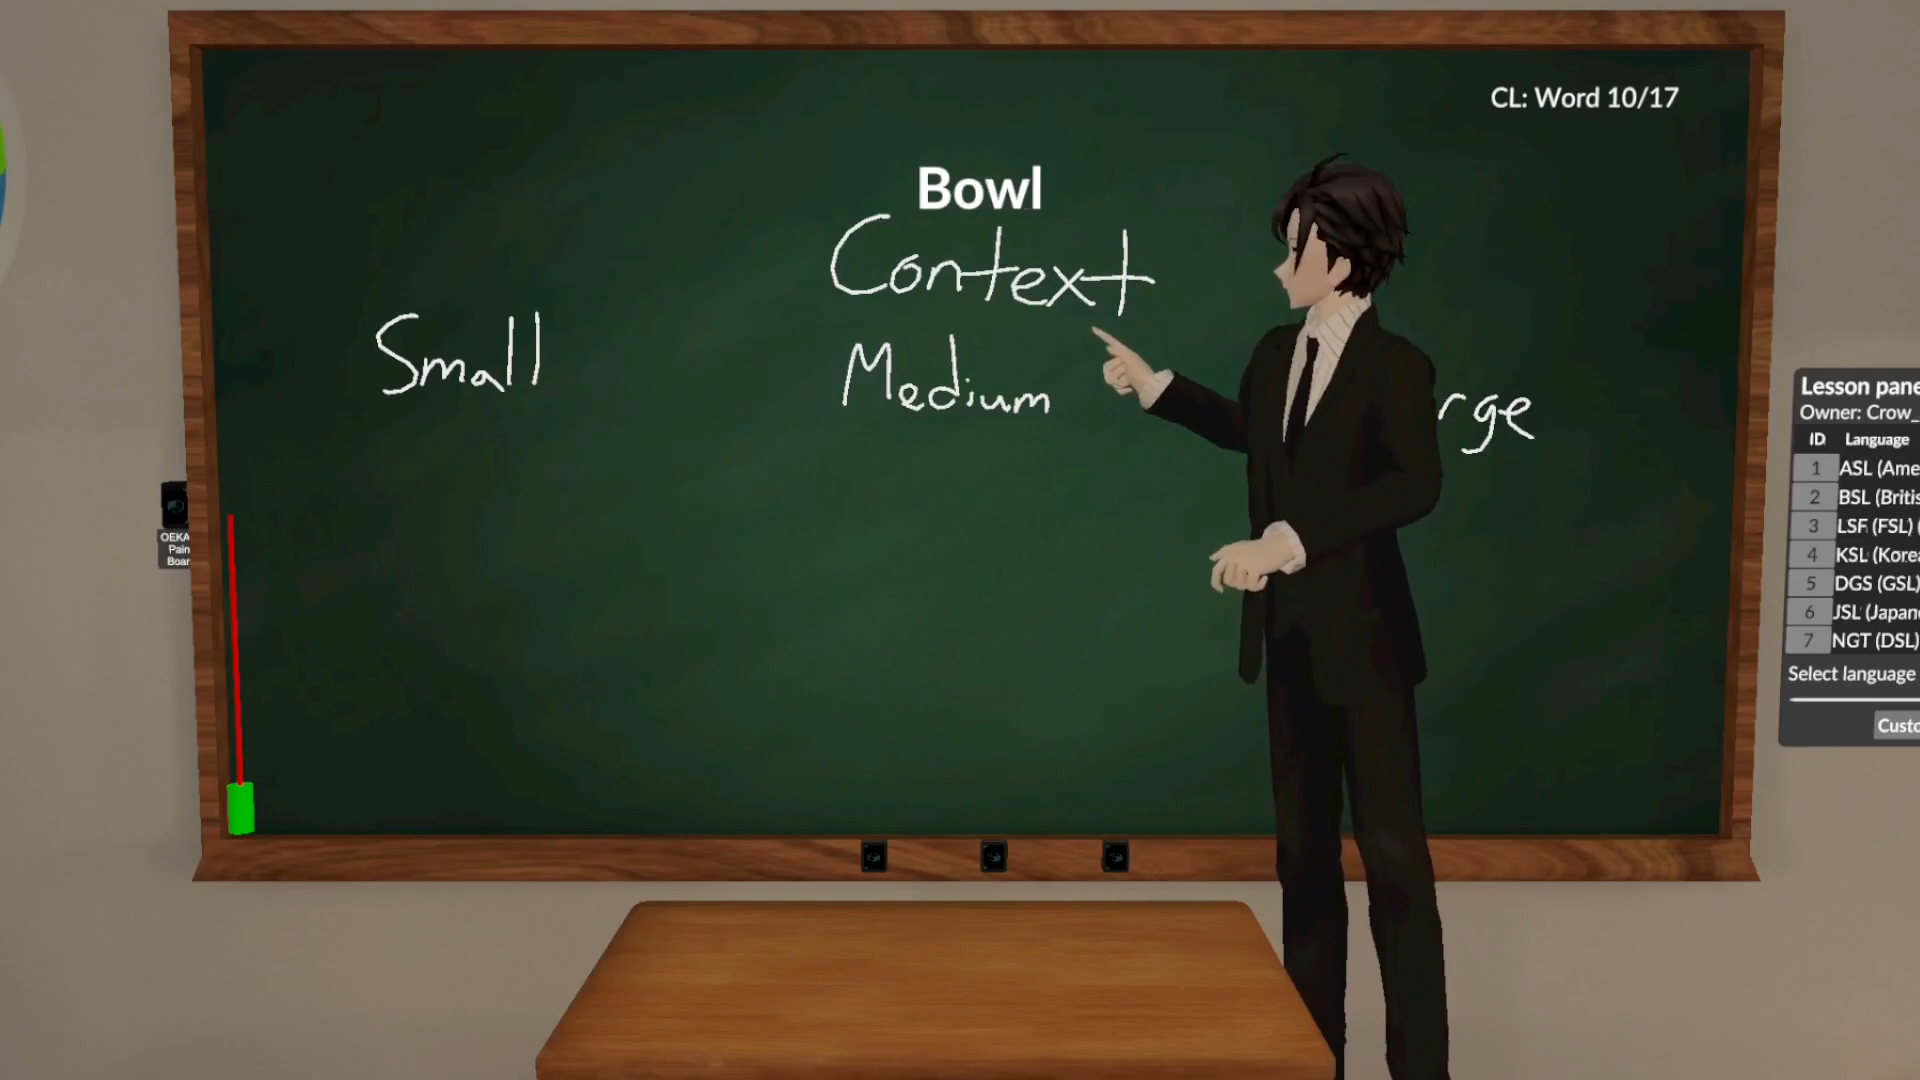 CL: Word 10/17
Bowl
Context
Small
Medium
rge
Lesson pane
Owner: Crow_
ID Language
1 ASL (Ame
2 BSL (Britis
3 LSF (FSL) (
4 KSL (Korea
5 DGS (GSL)
6 JSL (Japan
7 NGT (DSL)
Select language
Custo
OEKA
Pain
Boar